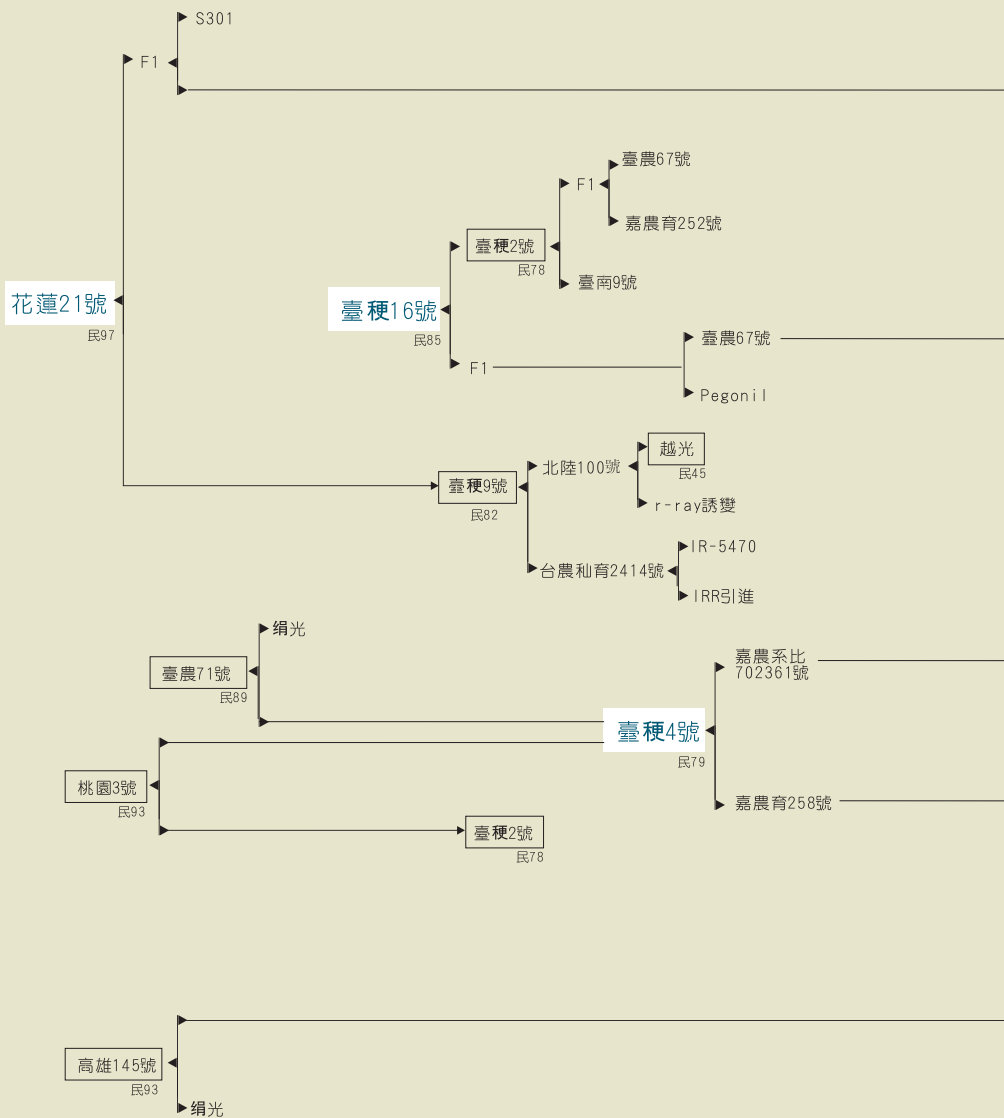 S301
F1
臺農67號
F1
嘉農育252號
臺稉2號
民78
臺南9號
花蓮21號
民97
臺稉16號
民85
臺農67號
F1
Pegonil
越光
民45
北陸100號
r-ray誘變
臺稉9號
民82
IR-5470
台農秈育2414號
IRR引進
絹光
臺農71號
民89
嘉農系比
702361號
臺稉4號
民79
桃園3號
民93
嘉農育258號
臺稉2號
民78
高雄145號
民93
絹光